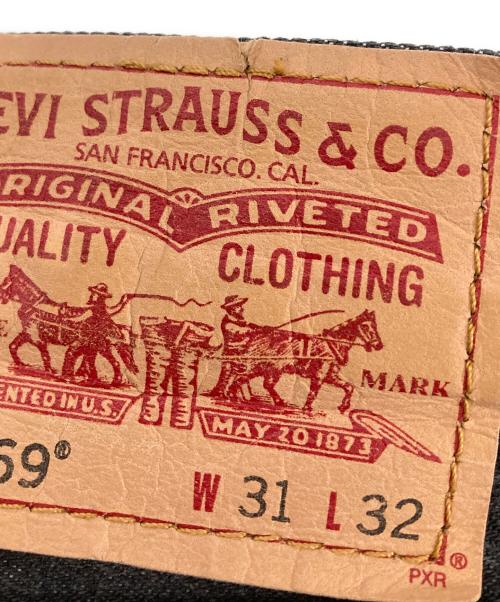 EVI STRAUSS & CO.
SAN FRANCISCO. CAL.
RIGINAL RIVETED
UALITY CLOTHING
MARK
ENTED IN U.S. MAY 20 1873
69® W 31 L 32
®
PXR